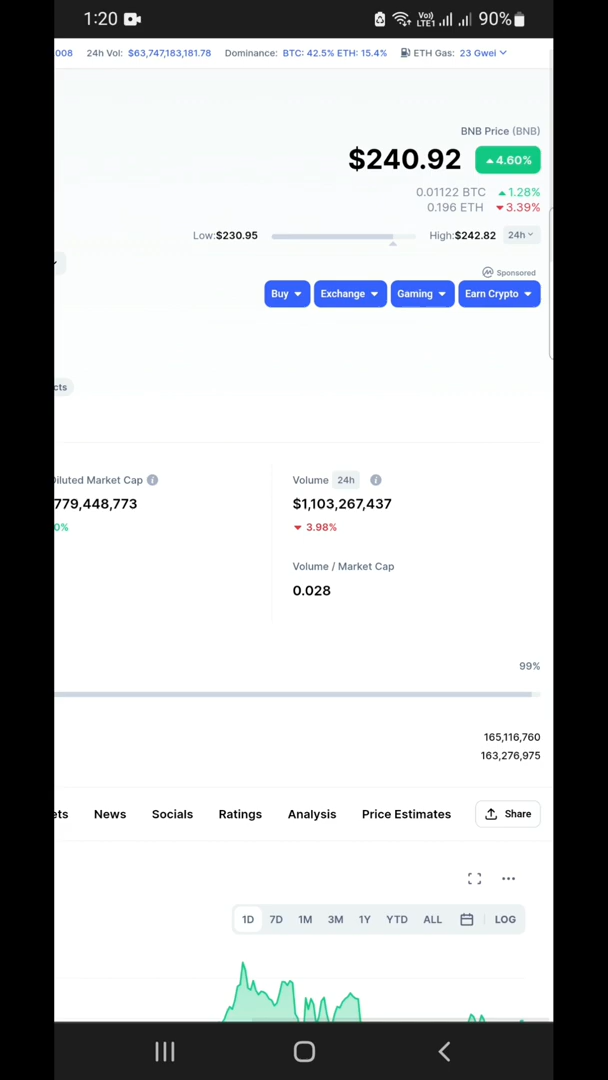 1:20 Vo) LTE1 90%
008 24h Vol: $63,747,183,181.78 Dominance: BTC: 42.5% ETH: 15.4% ETH Gas: 23 Gwei
BNB Price (BNB)
$240.92 4.60%
0.01122 BTC 1.28%
0.196 ETH 3.39%
Low:$230.95 High:$242.82 24h
Sponsored
Buy Exchange Gaming Earn Crypto
cts
Diluted Market Cap Volume 24h
779,448,773 $1,103,267,437
0% 3.98%
Volume / Market Cap
0.028
99%
165,116,760
163,276,975
ets News Socials Ratings Analysis Price Estimates Share
1D 7D 1M 3M 1Y YTD ALL LOG